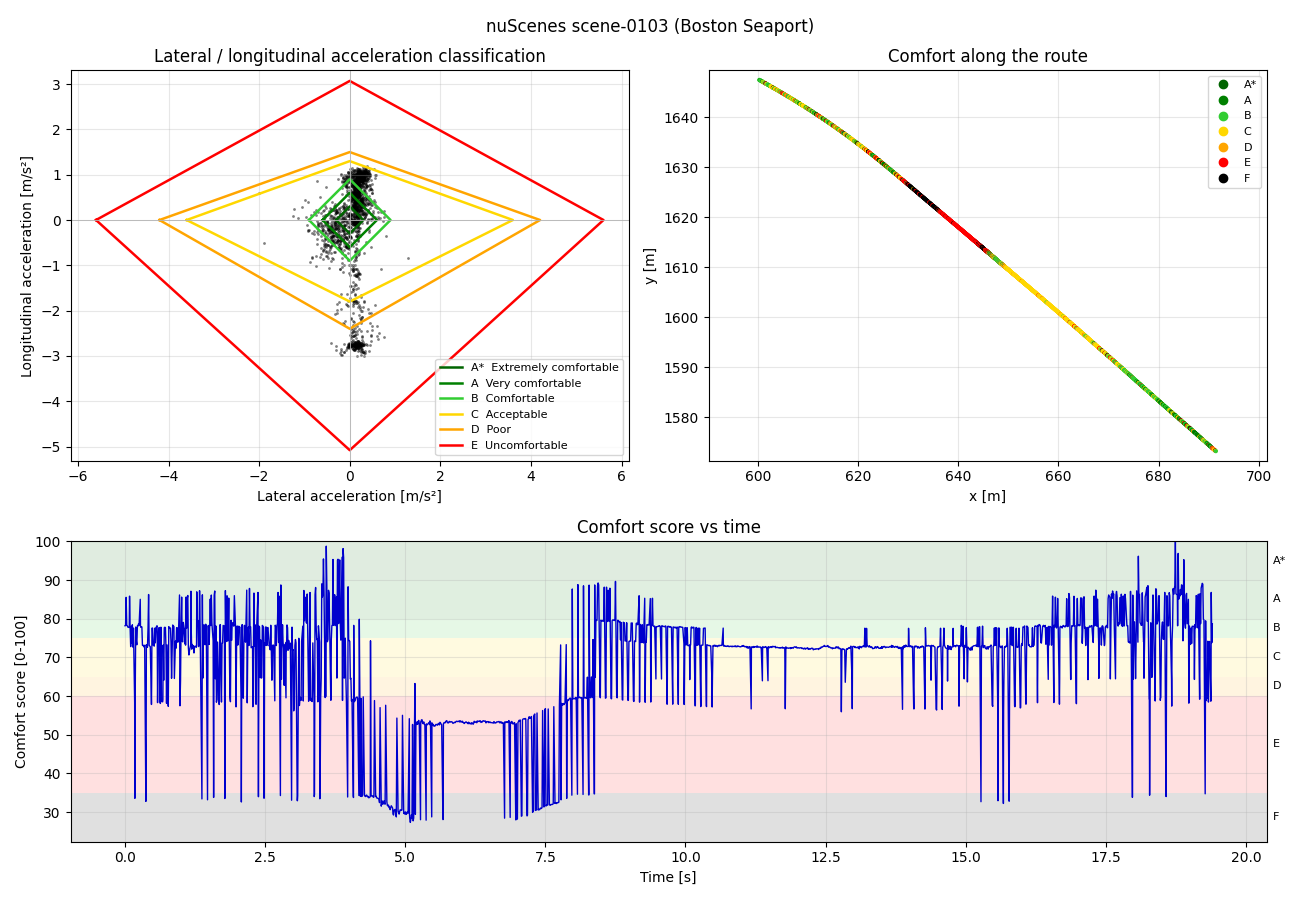 nuScenes scene-0103 (Boston Seaport)
Lateral / longitudinal acceleration classification
Longitudinal acceleration [m/s²]
3
2
1
0
−1
−2
−3
−4
−5
A* Extremely comfortable
A Very comfortable
B Comfortable
C Acceptable
D Poor
E Uncomfortable
−6 −4 −2 0 2 4 6
Lateral acceleration [m/s²]
Comfort along the route
y [m]
1640
1630
1620
1610
1600
1590
1580
A*
A
B
C
D
E
F
600 620 640 660 680 700
x [m]
Comfort score vs time
Comfort score [0-100]
100
90
80
70
60
50
40
30
A*
A
B
C
D
E
F
0.0 2.5 5.0 7.5 10.0 12.5 15.0 17.5 20.0
Time [s]